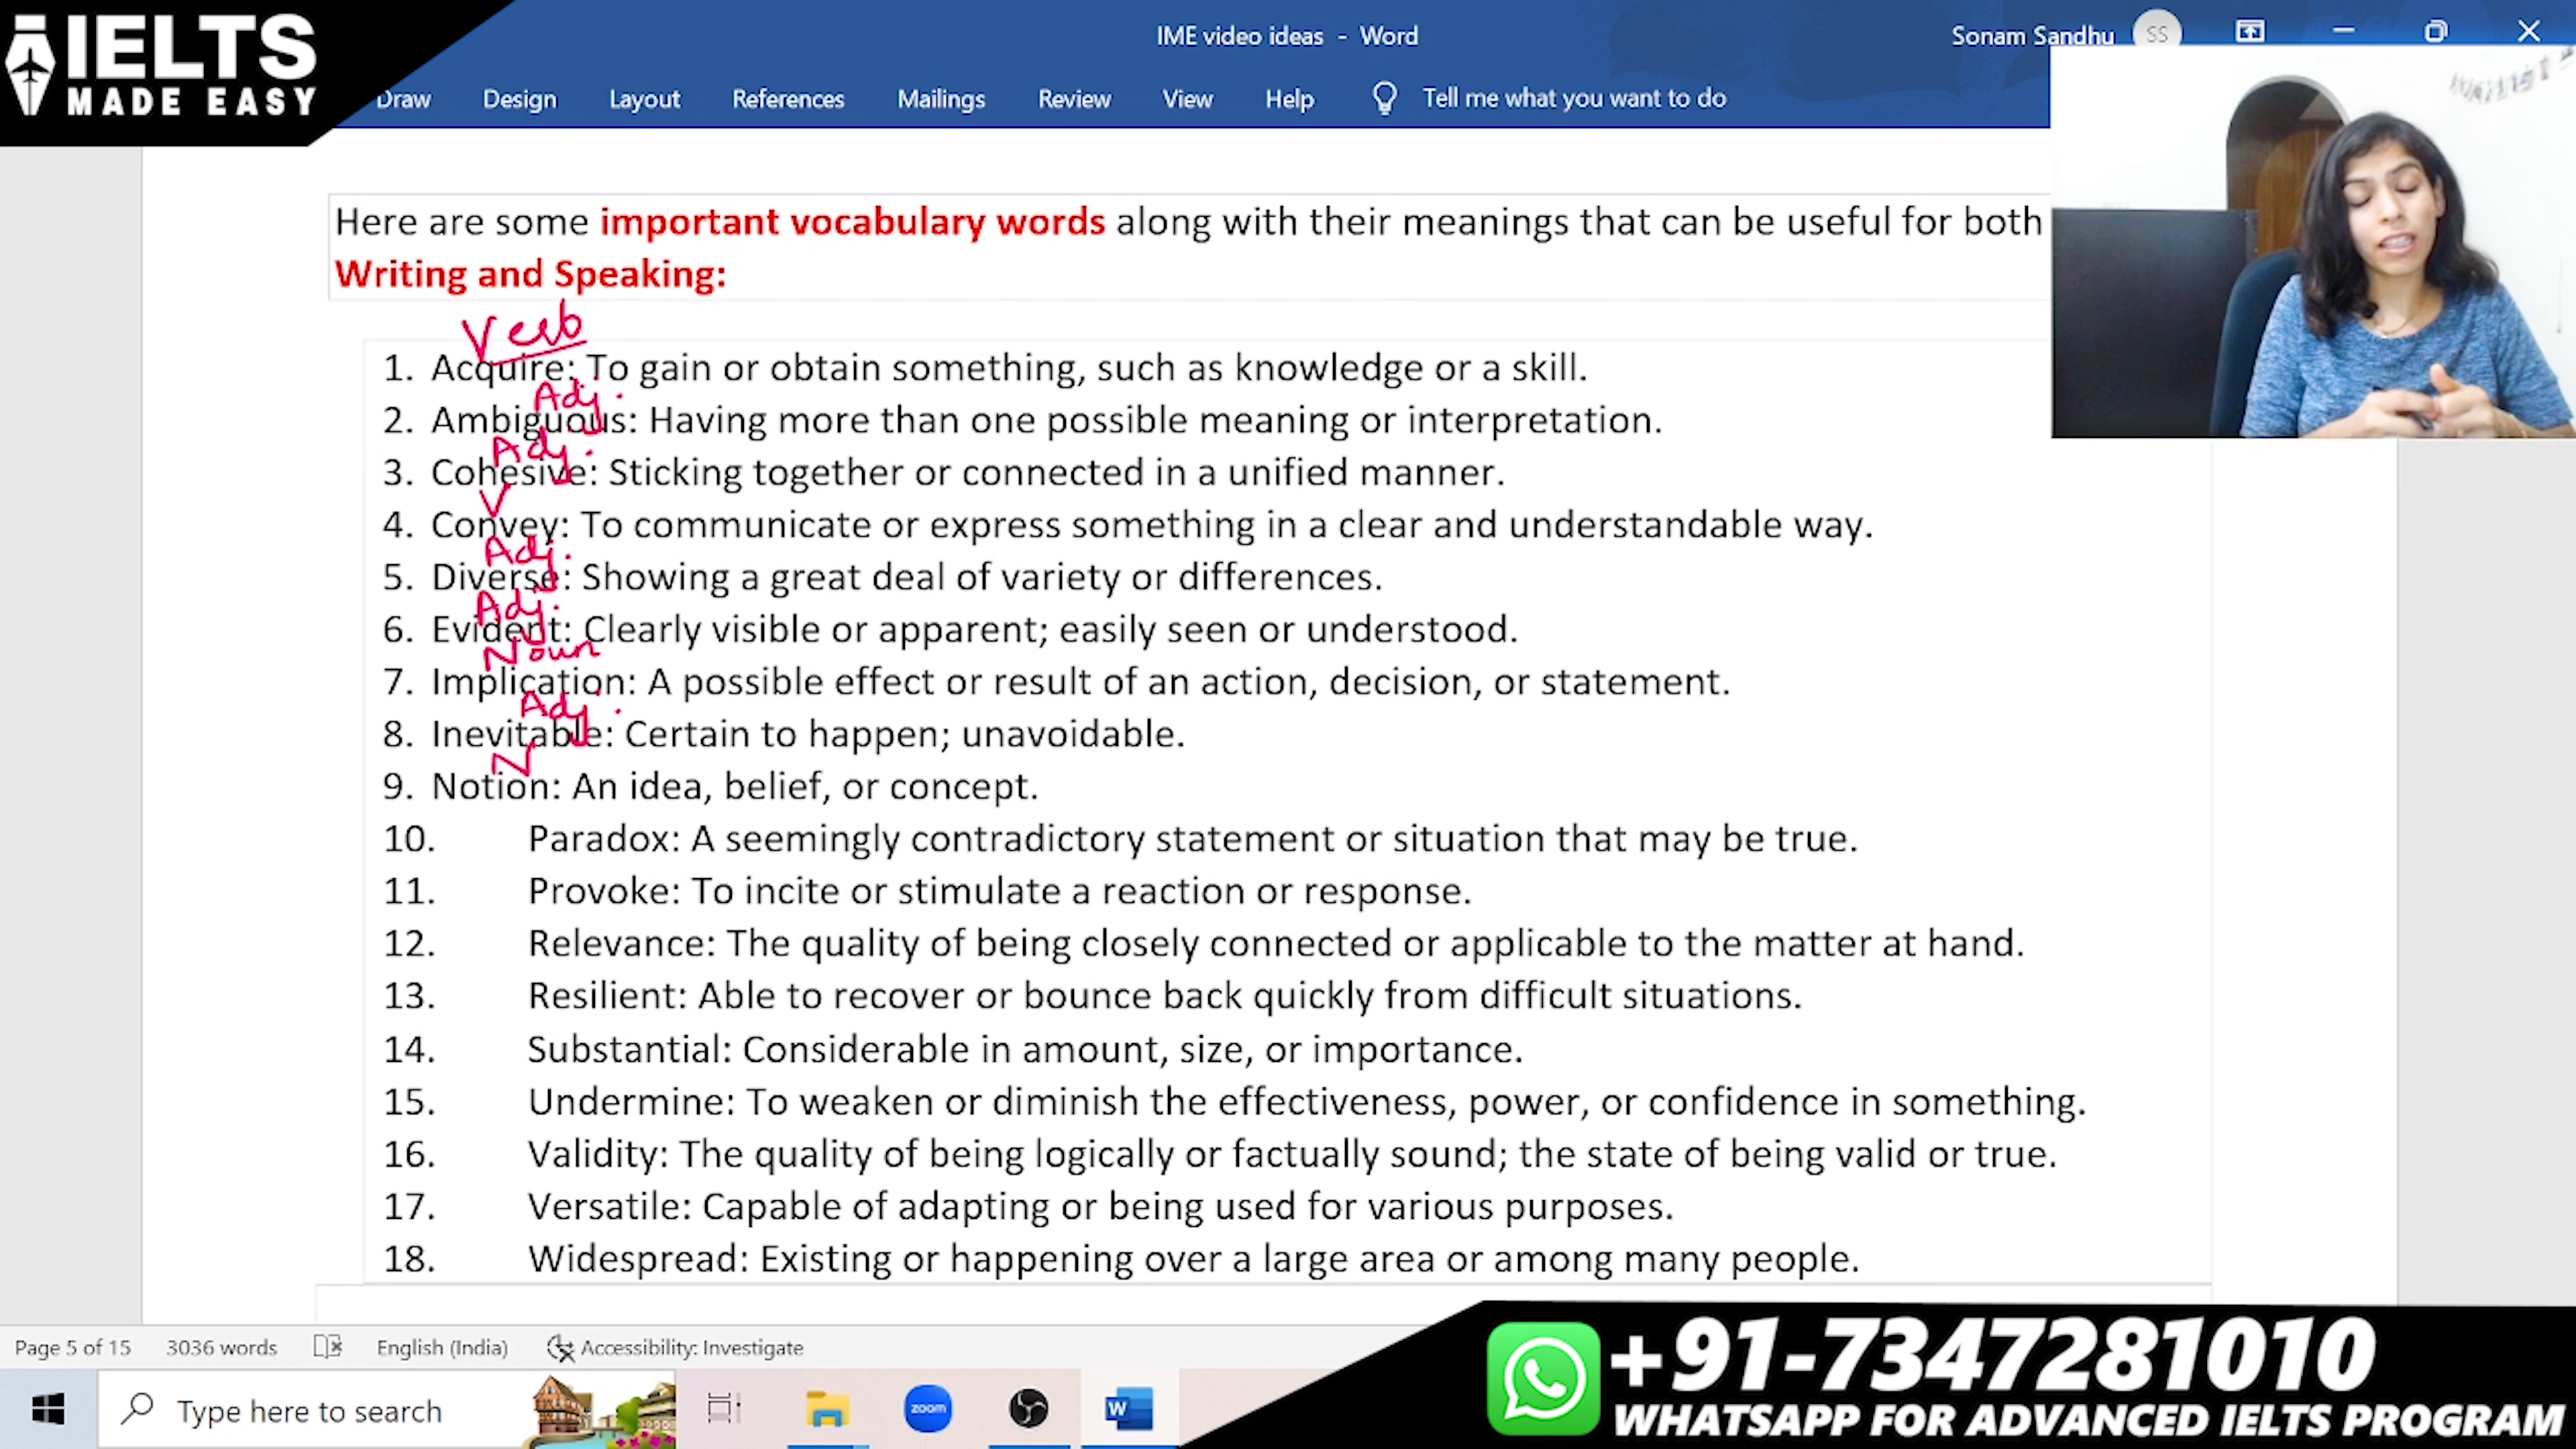 IELTS
MADE EASY
IME video ideas - Word
Sonam Sandhu SS
Draw Design Layout References Mailings Review View Help Tell me what you want to do
Here are some important vocabulary words along with their meanings that can be useful for both
Writing and Speaking:
Verb
1. Acquire: To gain or obtain something, such as knowledge or a skill.
Adj.
2. Ambiguous: Having more than one possible meaning or interpretation.
Adj.
3. Cohesive: Sticking together or connected in a unified manner.
V
4. Convey: To communicate or express something in a clear and understandable way.
Adj.
5. Diverse: Showing a great deal of variety or differences.
Adj.
6. Evident: Clearly visible or apparent; easily seen or understood.
Noun
7. Implication: A possible effect or result of an action, decision, or statement.
Adj.
8. Inevitable: Certain to happen; unavoidable.
N
9. Notion: An idea, belief, or concept.
10. Paradox: A seemingly contradictory statement or situation that may be true.
11. Provoke: To incite or stimulate a reaction or response.
12. Relevance: The quality of being closely connected or applicable to the matter at hand.
13. Resilient: Able to recover or bounce back quickly from difficult situations.
14. Substantial: Considerable in amount, size, or importance.
15. Undermine: To weaken or diminish the effectiveness, power, or confidence in something.
16. Validity: The quality of being logically or factually sound; the state of being valid or true.
17. Versatile: Capable of adapting or being used for various purposes.
18. Widespread: Existing or happening over a large area or among many people.
Page 5 of 15 3036 words English (India) Accessibility: Investigate
Type here to search
zoom
W
+91-7347281010
WHATSAPP FOR ADVANCED IELTS PROGRAM